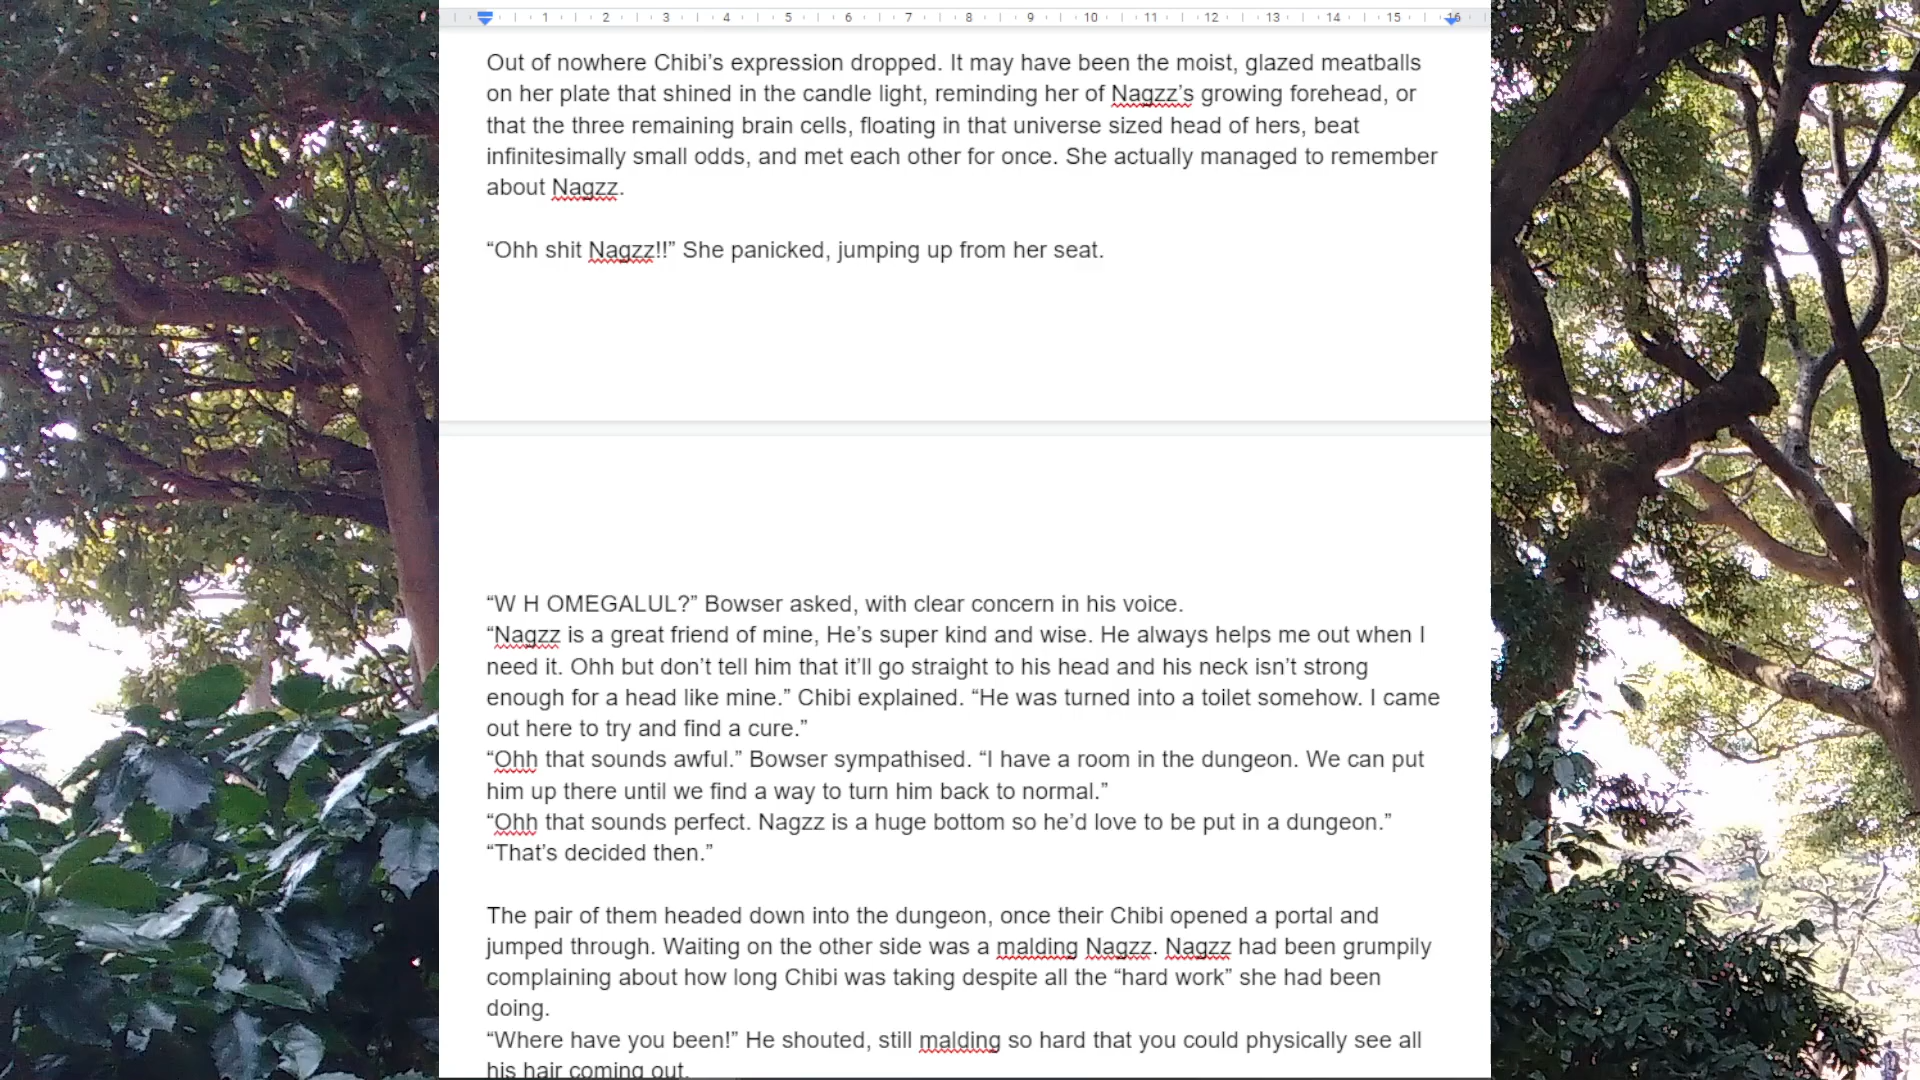 1 2 3 4 5 6 7 8 9 10 11 12 13 14 15 16
Out of nowhere Chibi’s expression dropped. It may have been the moist, glazed meatballs
on her plate that shined in the candle light, reminding her of Nagzz’s growing forehead, or
that the three remaining brain cells, floating in that universe sized head of hers, beat
infinitesimally small odds, and met each other for once. She actually managed to remember
about Nagzz.
“Ohh shit Nagzz!!” She panicked, jumping up from her seat.
“W H OMEGALUL?” Bowser asked, with clear concern in his voice.
“Nagzz is a great friend of mine, He’s super kind and wise. He always helps me out when I
need it. Ohh but don’t tell him that it’ll go straight to his head and his neck isn’t strong
enough for a head like mine.” Chibi explained. “He was turned into a toilet somehow. I came
out here to try and find a cure.”
“Ohh that sounds awful.” Bowser sympathised. “I have a room in the dungeon. We can put
him up there until we find a way to turn him back to normal.”
“Ohh that sounds perfect. Nagzz is a huge bottom so he’d love to be put in a dungeon.”
“That’s decided then.”
The pair of them headed down into the dungeon, once their Chibi opened a portal and
jumped through. Waiting on the other side was a malding Nagzz. Nagzz had been grumpily
complaining about how long Chibi was taking despite all the “hard work” she had been
doing.
“Where have you been!” He shouted, still malding so hard that you could physically see all
his hair coming out.